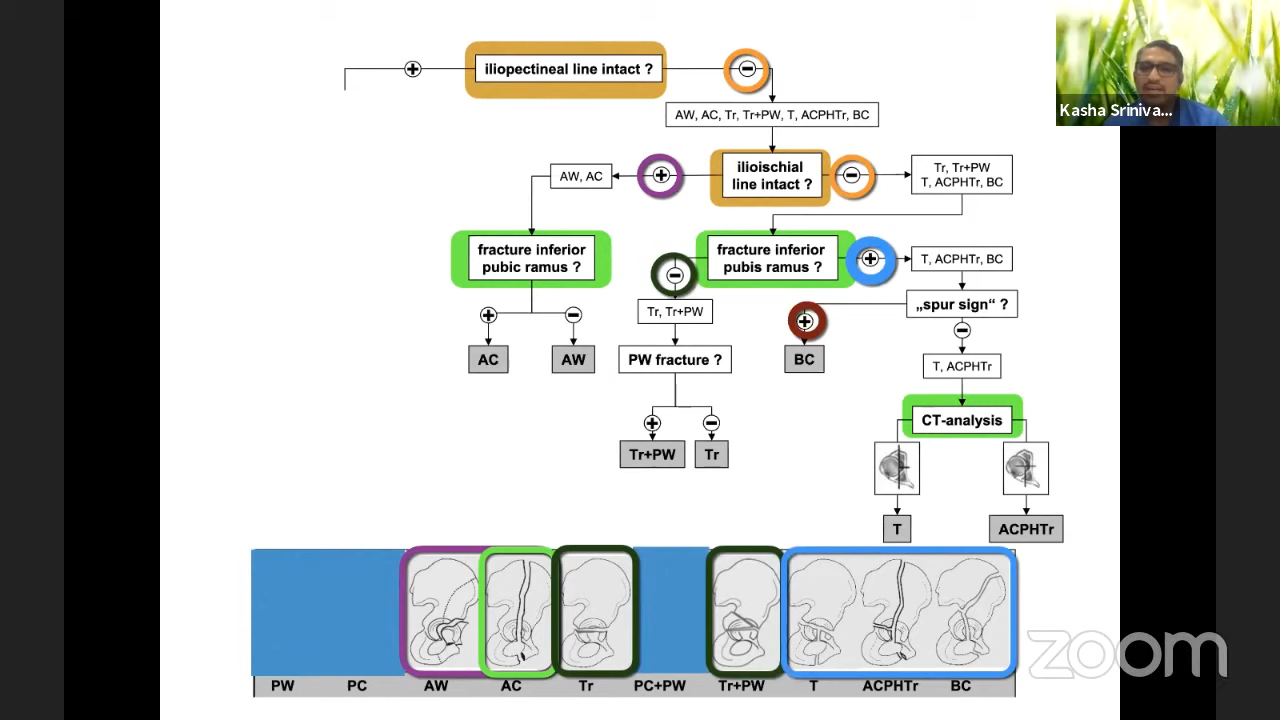 iliopectineal line intact ?
Kasha Sriniva...
AW, AC, Tr, Tr+PW, T, ACPHTr, BC
AW, AC
ilioischial
line intact ?
Tr, Tr+PW
T, ACPHTr, BC
fracture inferior
pubic ramus ?
fracture inferior
pubis ramus ?
T, ACPHTr, BC
Tr, Tr+PW
„spur sign“ ?
AC
AW
PW fracture ?
BC
T, ACPHTr
CT-analysis
Tr+PW
Tr
T
ACPHTr
PW
PC
AW
AC
Tr
PC+PW
Tr+PW
T
ACPHTr
BC
zoom